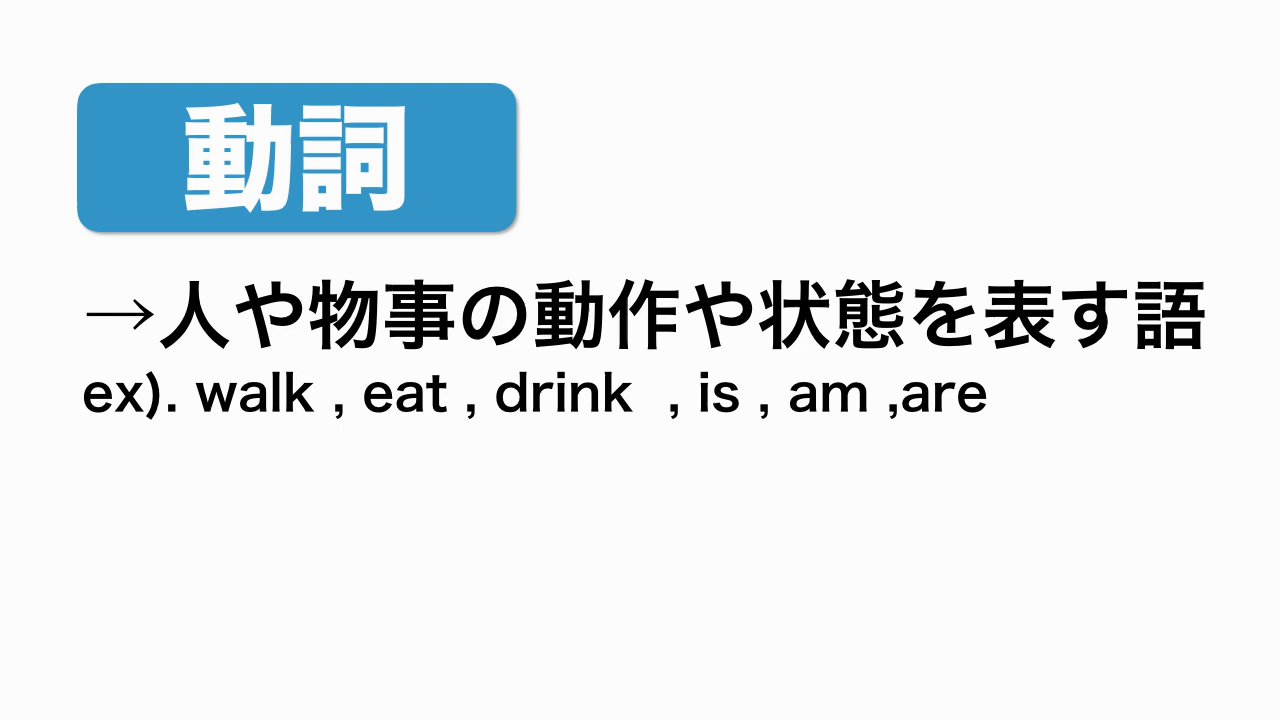 動詞
→人や物事の動作や状態を表す語
ex). walk , eat , drink  , is , am ,are